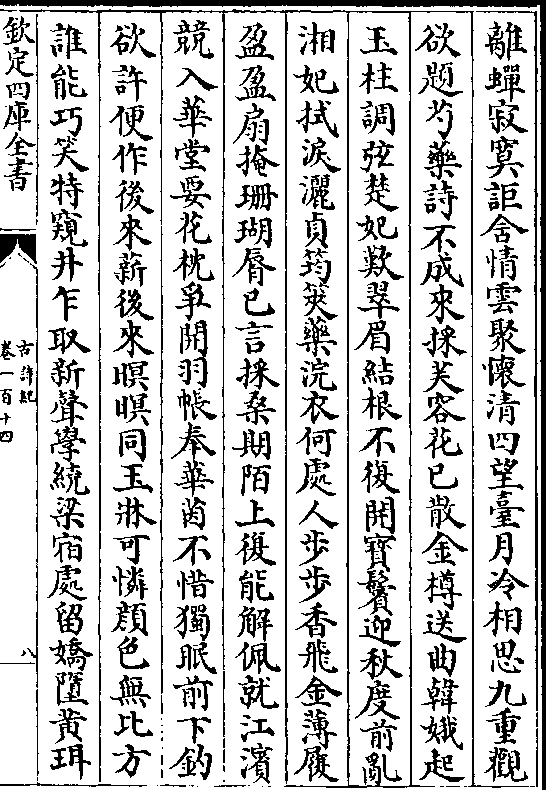 離蟬寂寞詎含情雲聚懷清四望臺月冷相思九重觀
欲題芍藥詩不成來採芙容花已散金樽送曲韓娥起
玉柱調弦楚妃歎翠眉結根不復開寳鬢迎秋度前亂
湘妃拭淚灑貞筠筴藥浣衣何處人步步香飛金薄履
盈盈扇掩珊瑚脣已言採桑期陌上復能解佩就江濱
競入華堂要花枕爭開羽帳奉華茵不惜獨眠前下釣
欲許便作後來薪後來暝暝同玉牀可憐顔色無比方
誰能巧笑特窺井乍取新聲學繞梁宿處留嬌墮黄珥
欽定四庫全書
古詩紀
卷一百十四
八